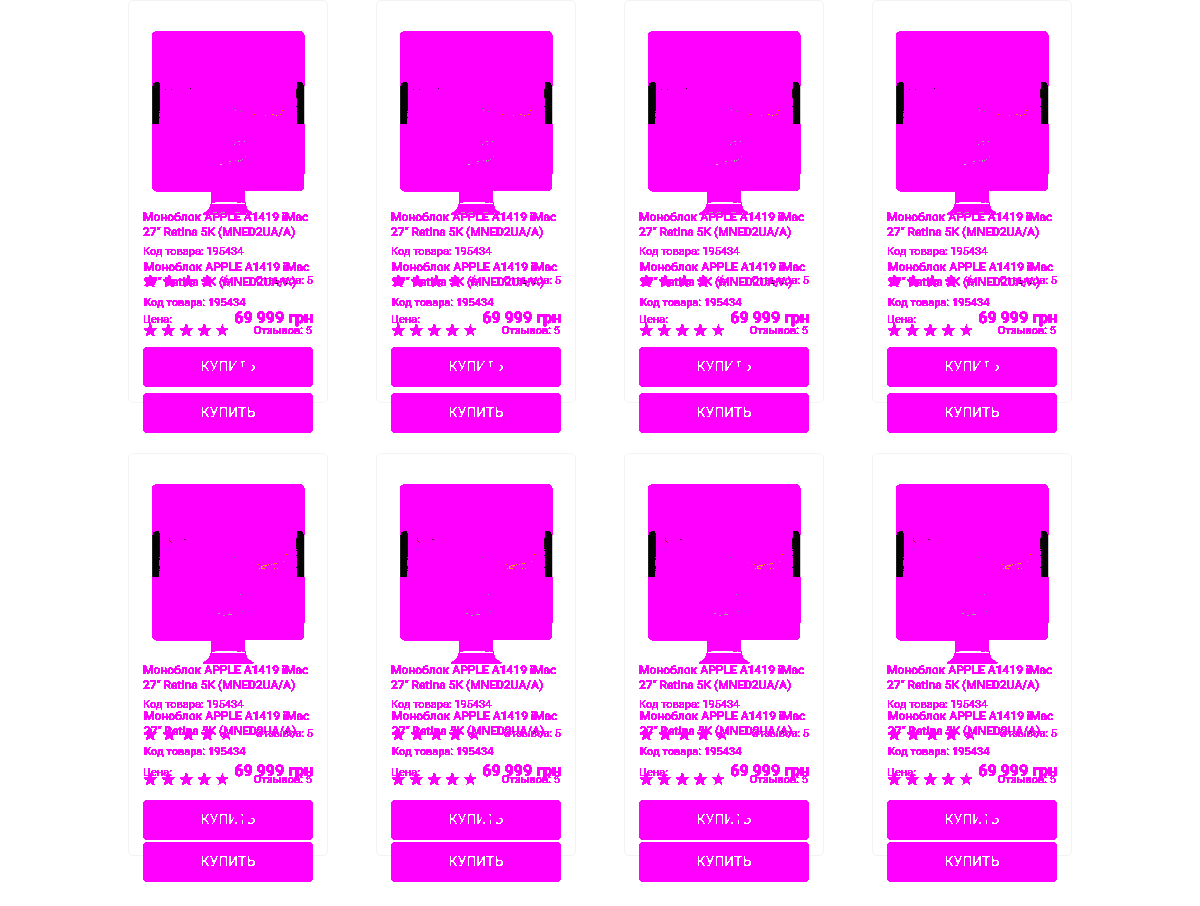 Моноблок APPLE A1419 iMac
27" Retina 5K (MNED2UA/A)
Код товара: 195434
Моноблок APPLE A1419 iMac
27" Retina 5K (MNED2UA/A) Отзывов: 5
Код товара: 195434
Цена: 69 999 грн
Отзывов: 5
КУПИТЬ
КУПИТЬ
Моноблок APPLE A1419 iMac
27" Retina 5K (MNED2UA/A)
Код товара: 195434
Моноблок APPLE A1419 iMac
27" Retina 5K (MNED2UA/A) Отзывов: 5
Код товара: 195434
Цена: 69 999 грн
Отзывов: 5
КУПИТЬ
КУПИТЬ
Моноблок APPLE A1419 iMac
27" Retina 5K (MNED2UA/A)
Код товара: 195434
Моноблок APPLE A1419 iMac
27" Retina 5K (MNED2UA/A) Отзывов: 5
Код товара: 195434
Цена: 69 999 грн
Отзывов: 5
КУПИТЬ
КУПИТЬ
Моноблок APPLE A1419 iMac
27" Retina 5K (MNED2UA/A)
Код товара: 195434
Моноблок APPLE A1419 iMac
27" Retina 5K (MNED2UA/A) Отзывов: 5
Код товара: 195434
Цена: 69 999 грн
Отзывов: 5
КУПИТЬ
КУПИТЬ
Моноблок APPLE A1419 iMac
27" Retina 5K (MNED2UA/A)
Код товара: 195434
Моноблок APPLE A1419 iMac
27" Retina 5K (MNED2UA/A) Отзывов: 5
Код товара: 195434
Цена: 69 999 грн
Отзывов: 5
КУПИТЬ
КУПИТЬ
Моноблок APPLE A1419 iMac
27" Retina 5K (MNED2UA/A)
Код товара: 195434
Моноблок APPLE A1419 iMac
27" Retina 5K (MNED2UA/A) Отзывов: 5
Код товара: 195434
Цена: 69 999 грн
Отзывов: 5
КУПИТЬ
КУПИТЬ
Моноблок APPLE A1419 iMac
27" Retina 5K (MNED2UA/A)
Код товара: 195434
Моноблок APPLE A1419 iMac
27" Retina 5K (MNED2UA/A) Отзывов: 5
Код товара: 195434
Цена: 69 999 грн
Отзывов: 5
КУПИТЬ
КУПИТЬ
Моноблок APPLE A1419 iMac
27" Retina 5K (MNED2UA/A)
Код товара: 195434
Моноблок APPLE A1419 iMac
27" Retina 5K (MNED2UA/A) Отзывов: 5
Код товара: 195434
Цена: 69 999 грн
Отзывов: 5
КУПИТЬ
КУПИТЬ